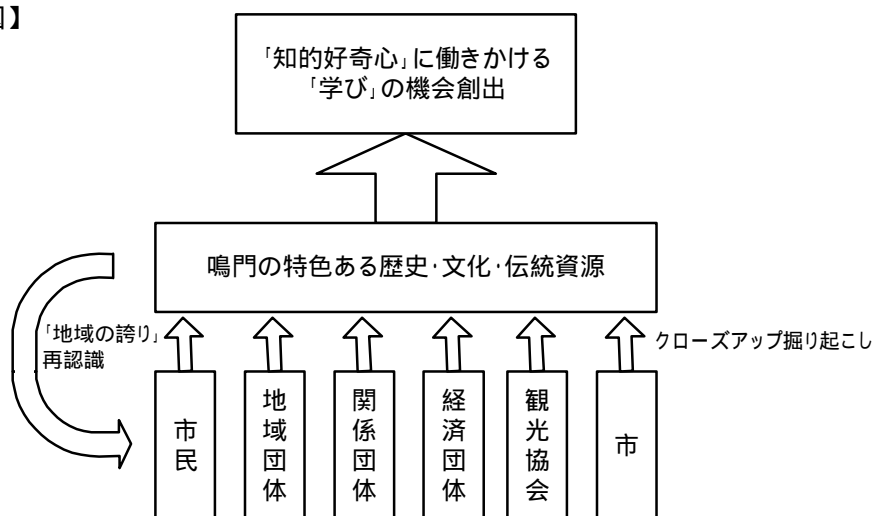 】
「知的好奇心」に働きかける
「学び」の機会創出
鳴門の特色ある歴史・文化・伝統資源
「地域の誇り」
再認識
クローズアップ掘り起こし
市民
地域団体
関係団体
経済団体
観光協会
市